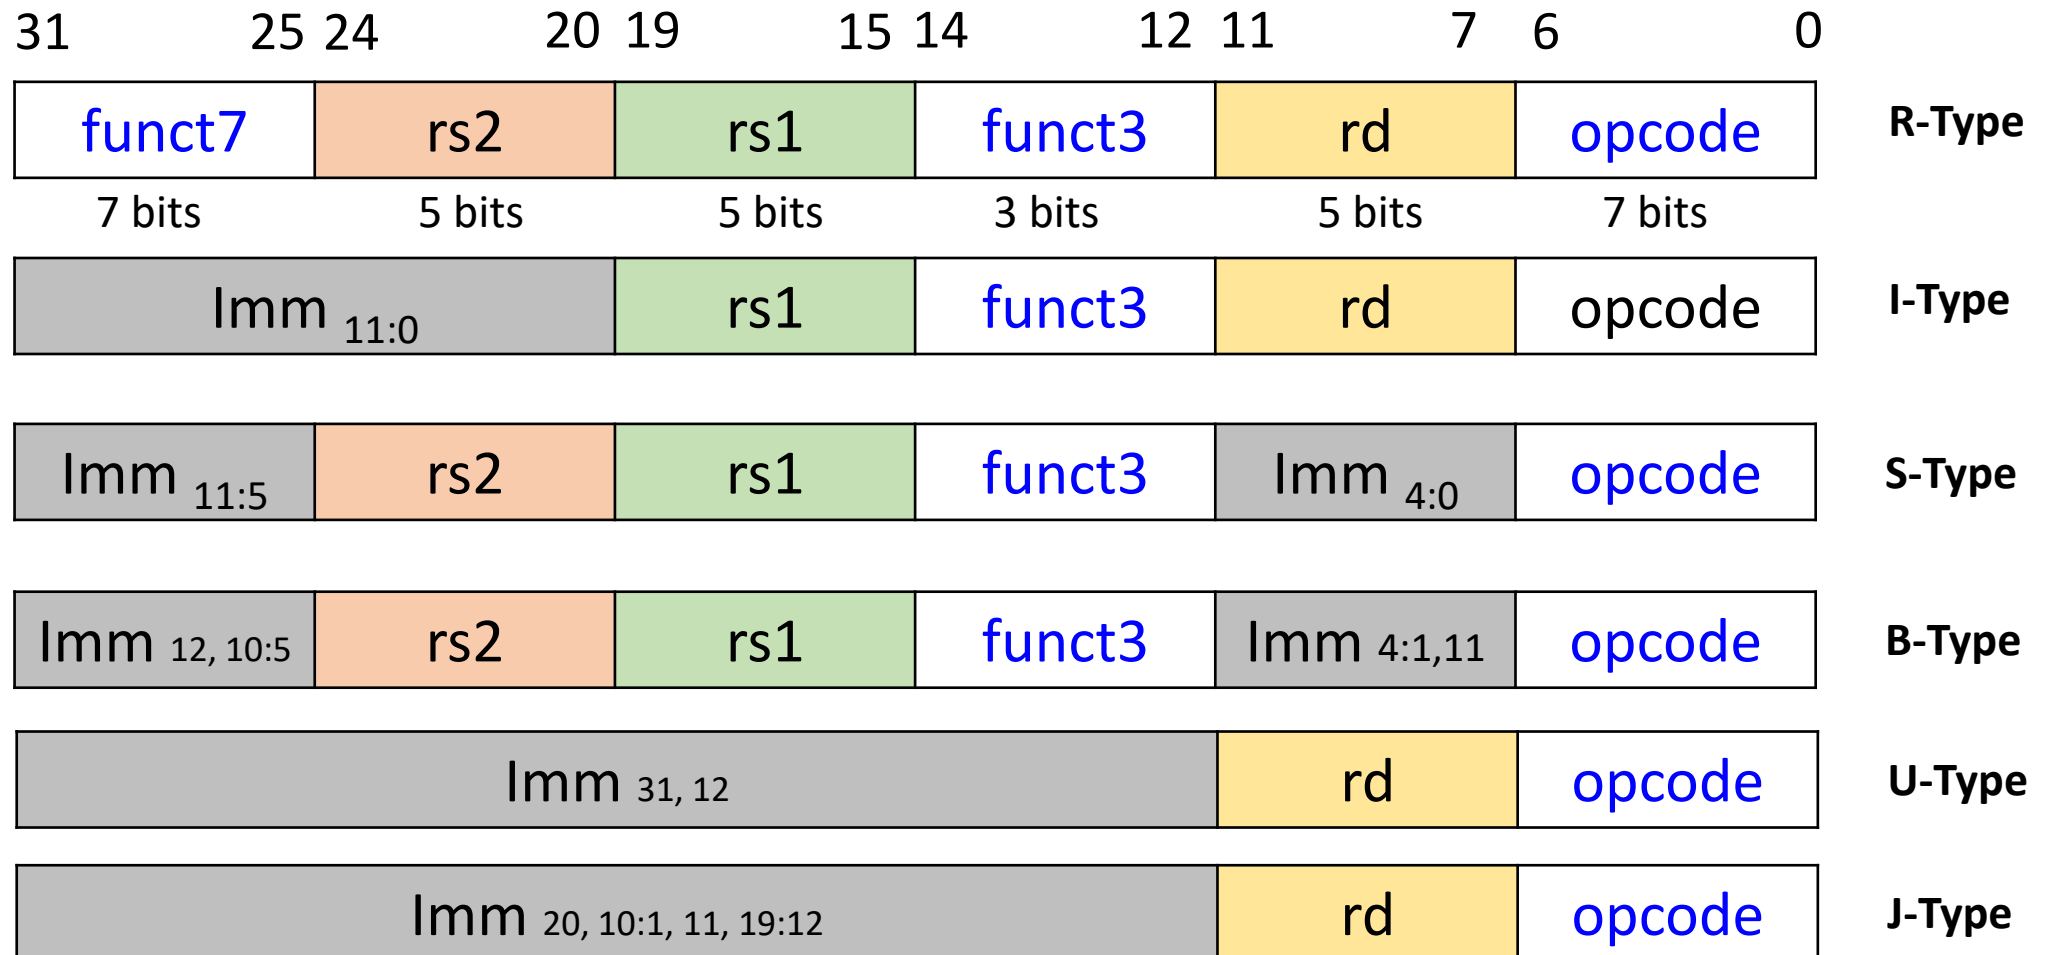 31 25 24 20 19 15 14 12 11 7 6 0
funct7 rs2 rs1 funct3 rd opcode R-Type
7 bits 5 bits 5 bits 3 bits 5 bits 7 bits
Imm 11:0 rs1 funct3 rd opcode I-Type
Imm 11:5 rs2 rs1 funct3 Imm 4:0 opcode S-Type
Imm 12, 10:5 rs2 rs1 funct3 Imm 4:1,11 opcode B-Type
Imm 31, 12 rd opcode U-Type
Imm 20, 10:1, 11, 19:12 rd opcode J-Type